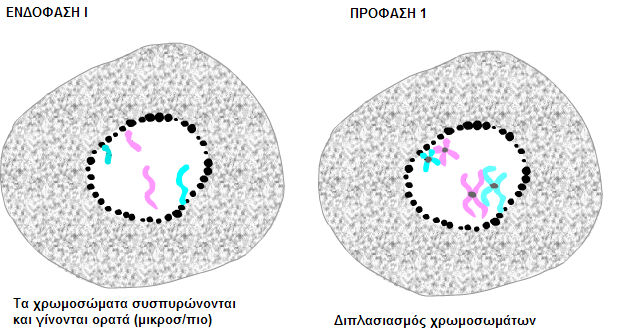 ΕΝΔΟΦΑΣΗ Ι
ΠΡΟΦΑΣΗ 1
Τα χρωμοσώματα συσπυρώνονται
και γίνονται ορατά (μικροσ/πιο)
Διπλασιασμός χρωμοσωμάτων